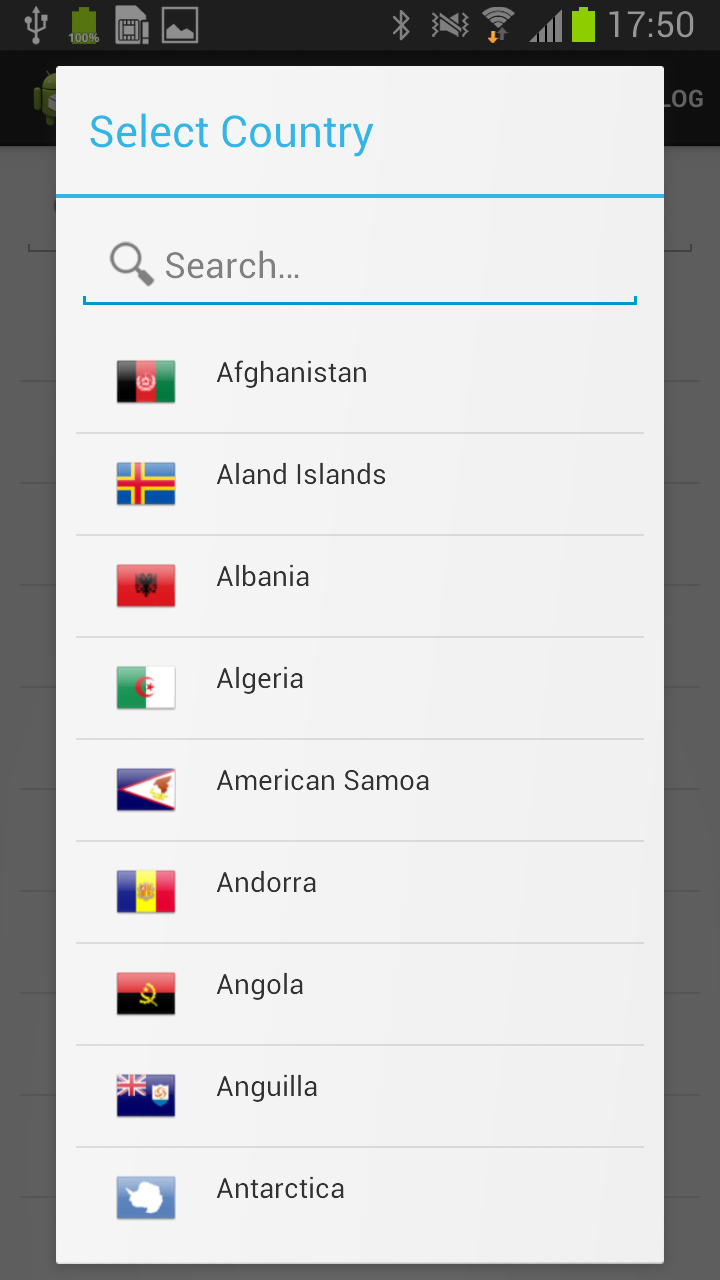 100%
17:50
LOG
Select Country
Search...
Afghanistan
Aland Islands
Albania
Algeria
American Samoa
Andorra
Angola
Anguilla
Antarctica